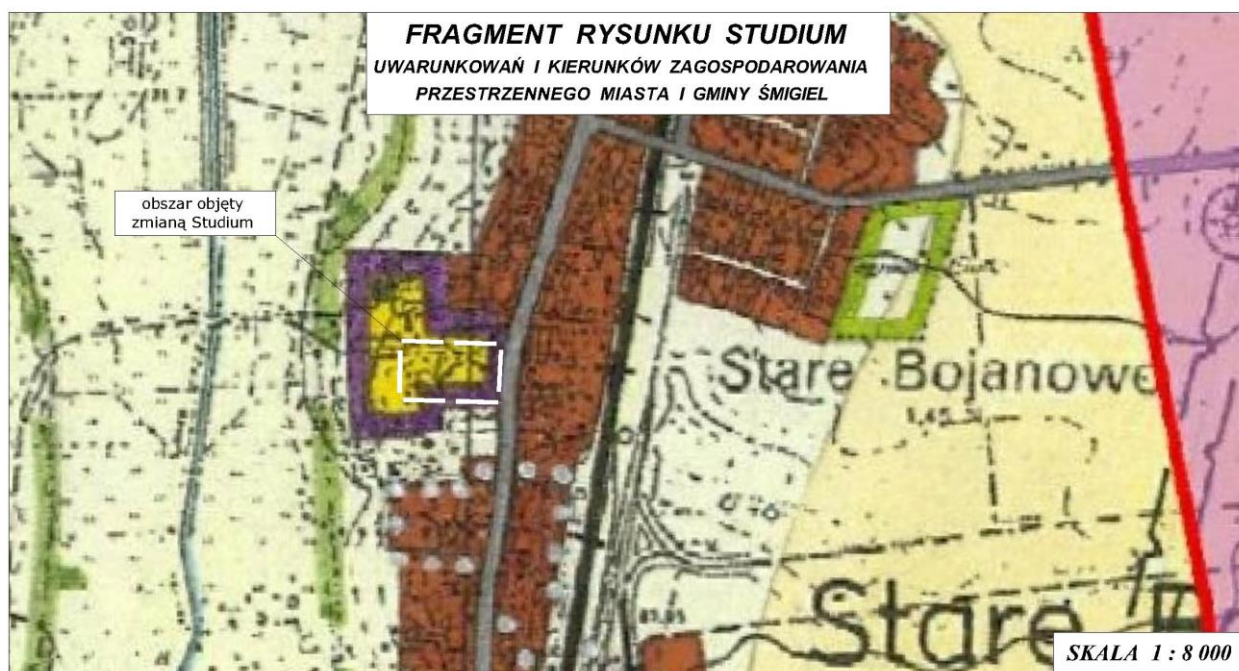 FRAGMENT RYSUNKU STUDIUM
UWARUNKOWAŃ I KIERUNKÓW ZAGOSPODAROWANIA
PRZESTRZENNEGO MIASTA I GMINY ŚMIGIEL
obszar objęty
zmianą Studium
Stare Bojanowo
Stare
SKALA 1 : 8 000